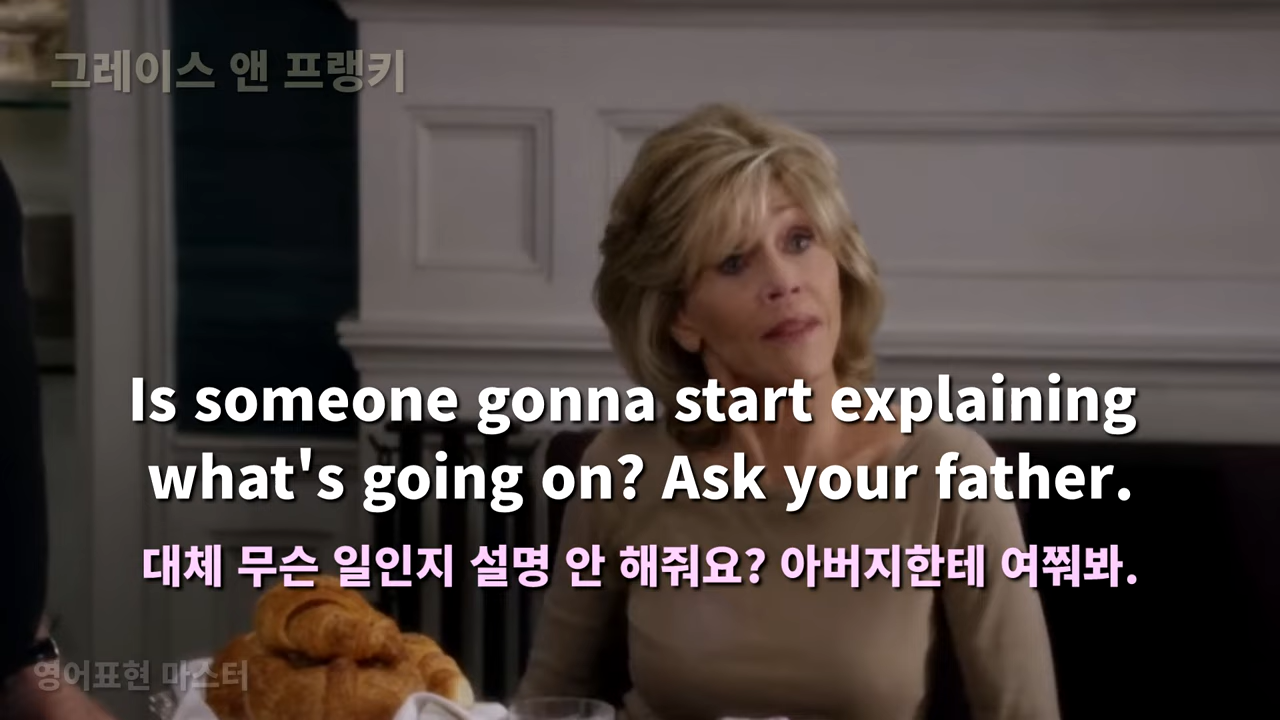 그레이스 앤 프랭키
Is someone gonna start explaining
what's going on? Ask your father.
대체 무슨 일인지 설명 안 해줘요? 아버지한테 여쭤봐.
영어표현 마스터